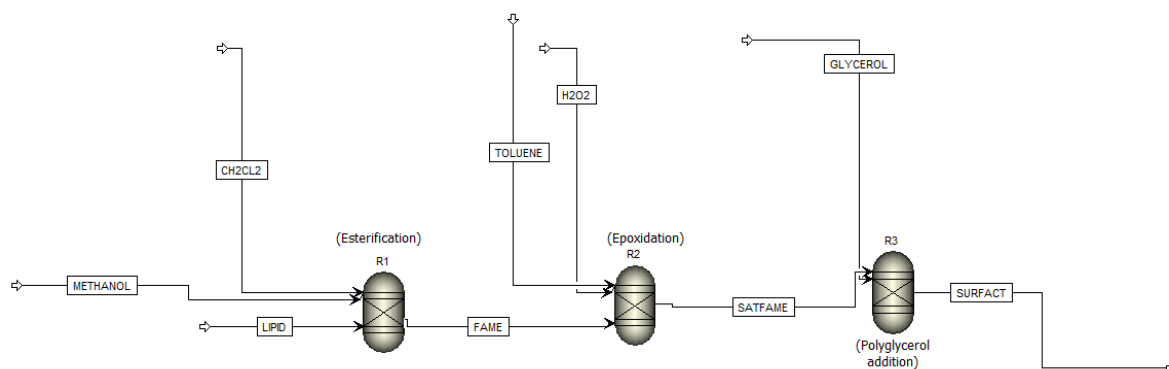 GLYCEROL
H2O2
TOLUENE
CH2CL2
(Esterification)
R1
(Epoxidation)
R2
R3
METHANOL
LIPID
FAME
SATFAME
SURFACT
(Polyglycerol
addition)